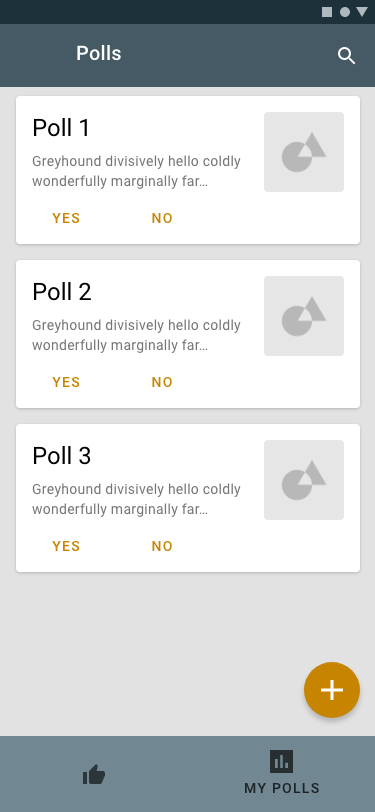 Polls
Poll 1
Greyhound divisively hello coldly
wonderfully marginally far…
YES NO
Poll 2
Greyhound divisively hello coldly
wonderfully marginally far…
YES NO
Poll 3
Greyhound divisively hello coldly
wonderfully marginally far…
YES NO
MY POLLS